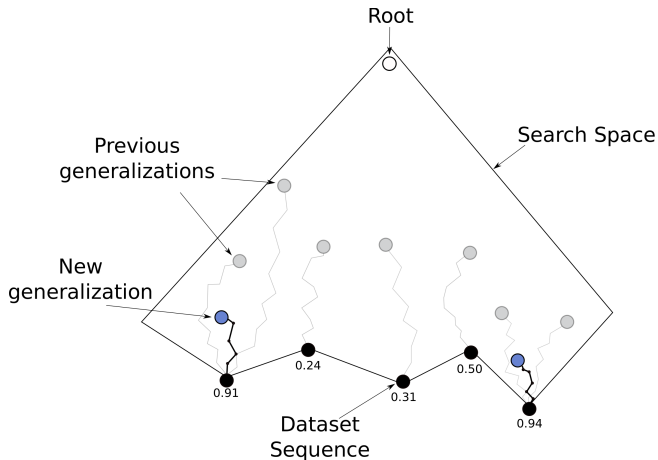 Root
Search Space
Previous
generalizations
New
generalization
0.91
0.24
0.31
0.50
0.94
Dataset
Sequence